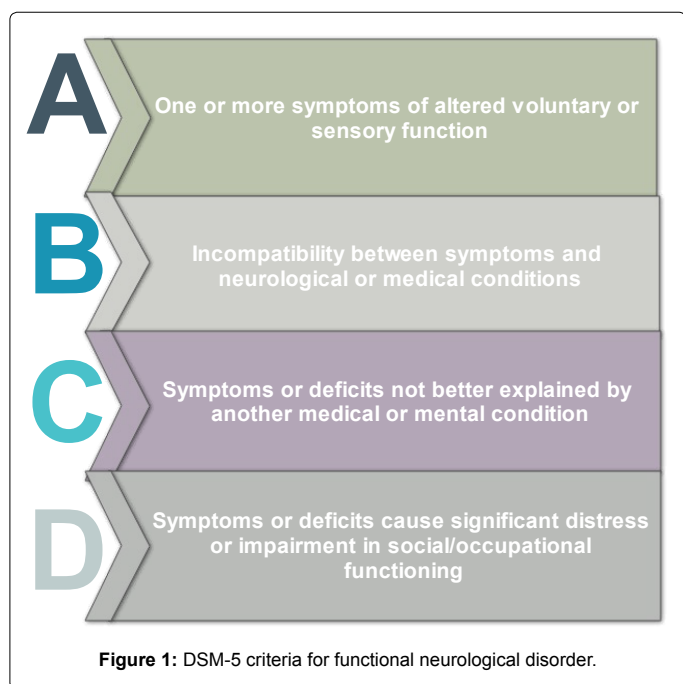 A
One or more symptoms of altered voluntary or
sensory function
B
Incompatibility between symptoms and
neurological or medical conditions
C
Symptoms or deficits not better explained by
another medical or mental condition
D
Symptoms or deficits cause significant distress
or impairment in social/occupational
functioning
Figure 1: DSM-5 criteria for functional neurological disorder.